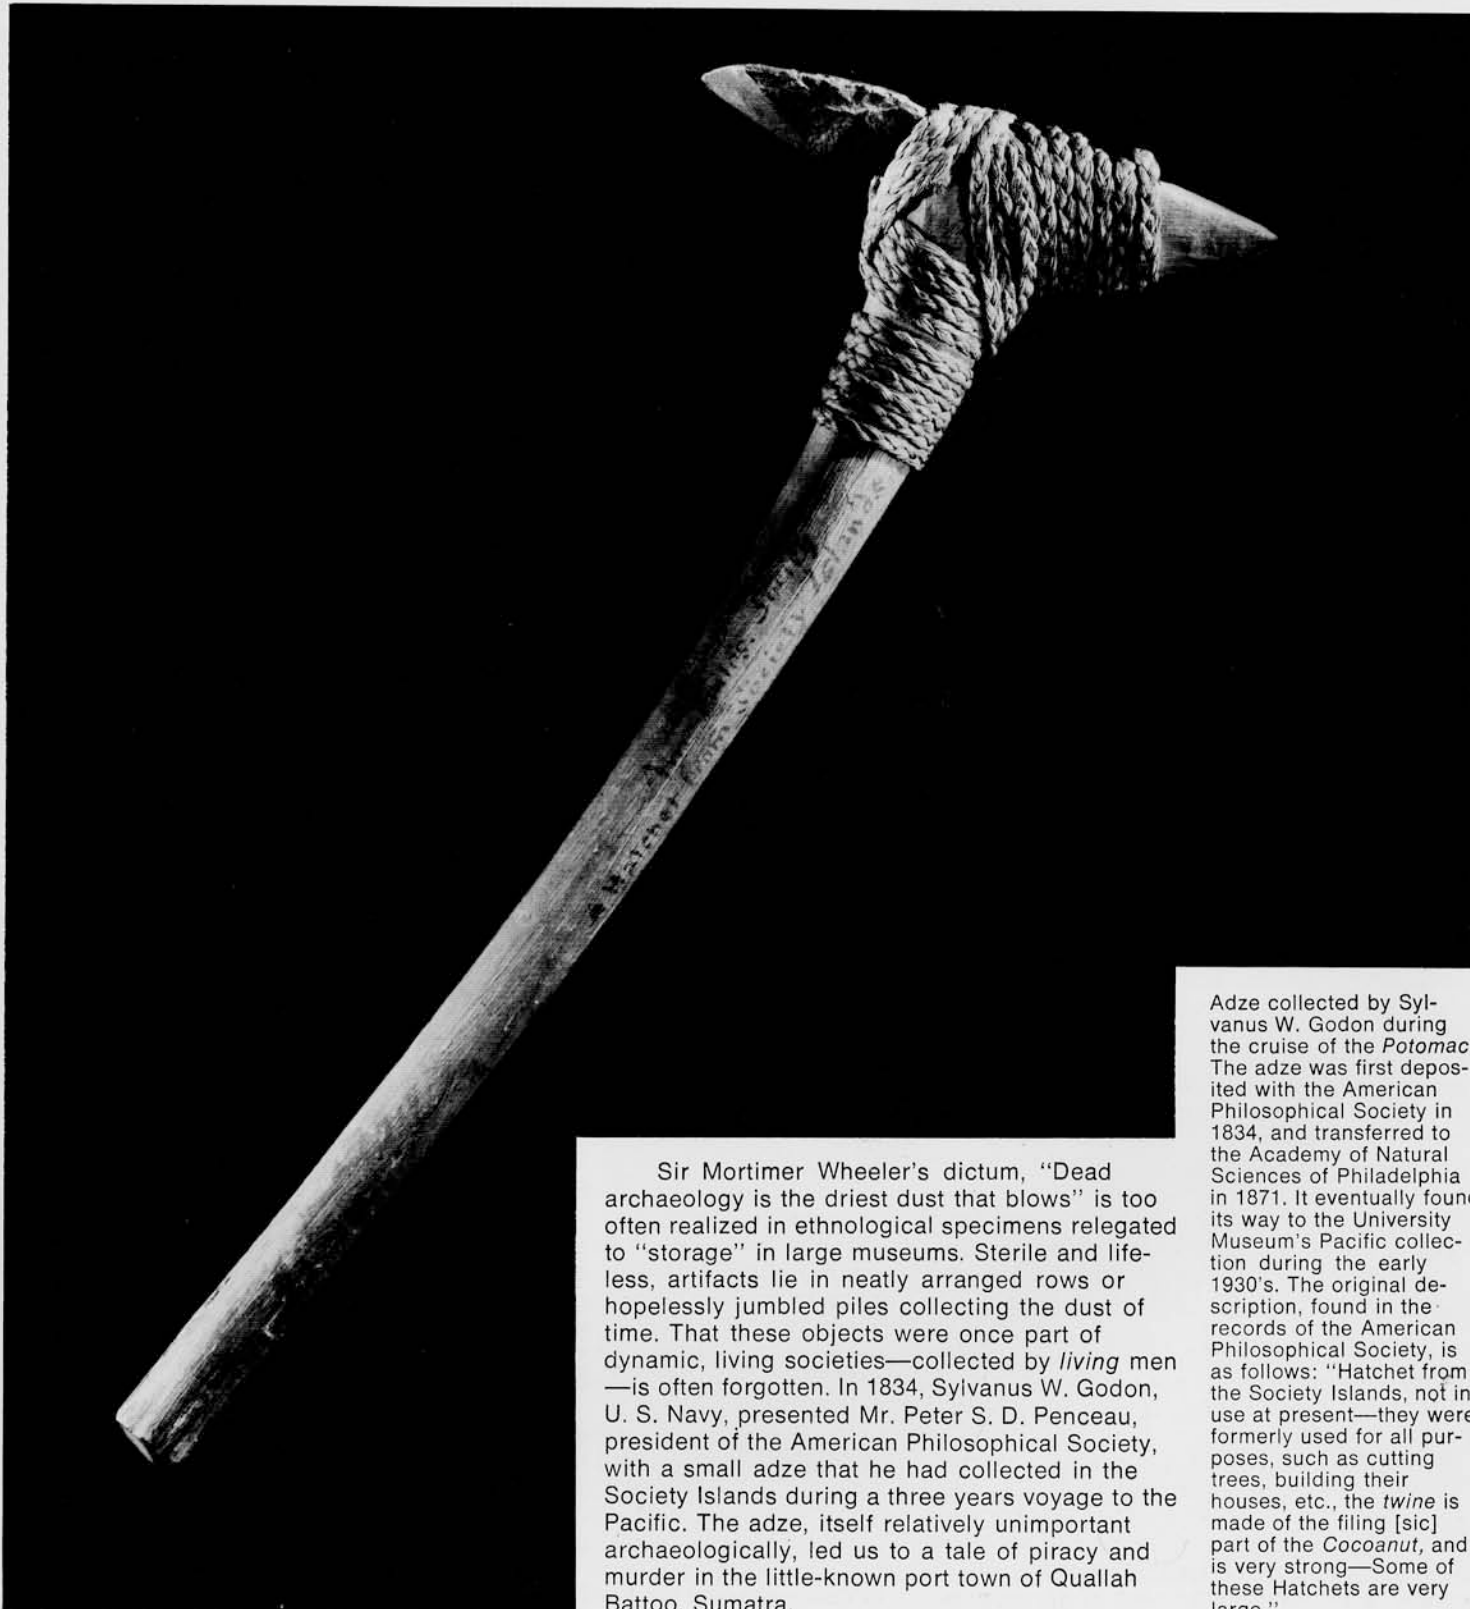 A Hatchet from Society Islands
Sir Mortimer Wheeler's dictum, “Dead
archaeology is the driest dust that blows” is too
often realized in ethnological specimens relegated
to “storage” in large museums. Sterile and life-
less, artifacts lie in neatly arranged rows or
hopelessly jumbled piles collecting the dust of
time. That these objects were once part of
dynamic, living societies—collected by living men
—is often forgotten. In 1834, Sylvanus W. Godon,
U. S. Navy, presented Mr. Peter S. D. Penceau,
president of the American Philosophical Society,
with a small adze that he had collected in the
Society Islands during a three years voyage to the
Pacific. The adze, itself relatively unimportant
archaeologically, led us to a tale of piracy and
murder in the little-known port town of Quallah
Battoo, Sumatra.
Adze collected by Syl-
vanus W. Godon during
the cruise of the Potomac
The adze was first depos-
ited with the American
Philosophical Society in
1834, and transferred to
the Academy of Natural
Sciences of Philadelphia
in 1871. It eventually found
its way to the University
Museum's Pacific collec-
tion during the early
1930's. The original de-
scription, found in the
records of the American
Philosophical Society, is
as follows: “Hatchet from
the Society Islands, not in
use at present—they were
formerly used for all pur-
poses, such as cutting
trees, building their
houses, etc., the twine is
made of the filing [sic]
part of the Cocoanut, and
is very strong—Some of
these Hatchets are very
large.”